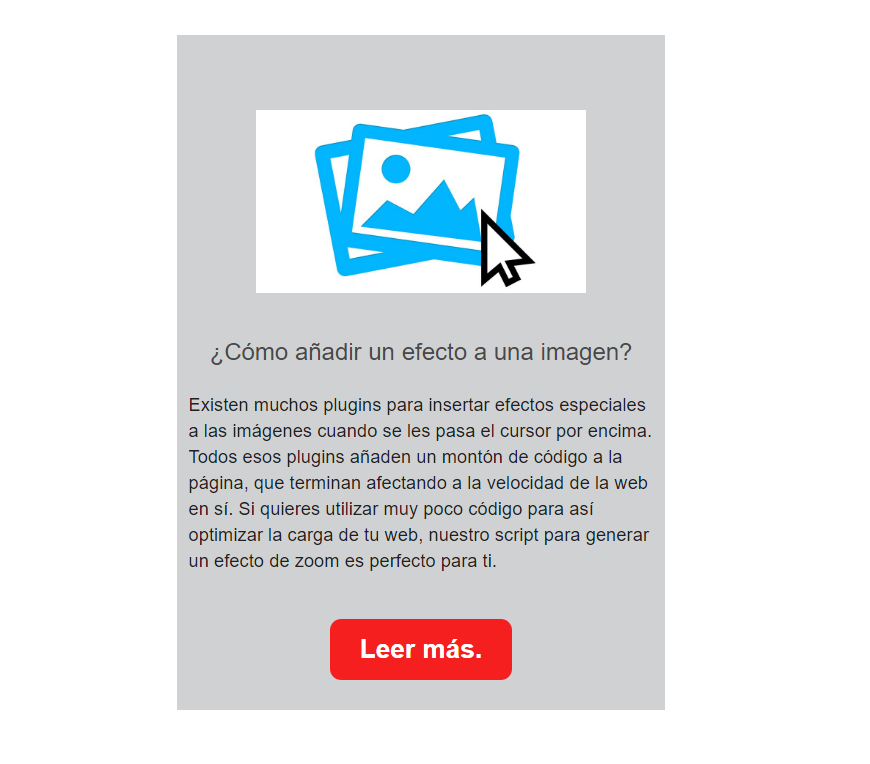 ¿Cómo añadir un efecto a una imagen?
Existen muchos plugins para insertar efectos especiales
a las imágenes cuando se les pasa el cursor por encima.
Todos esos plugins añaden un montón de código a la
página, que terminan afectando a la velocidad de la web
en sí. Si quieres utilizar muy poco código para así
optimizar la carga de tu web, nuestro script para generar
un efecto de zoom es perfecto para ti.
Leer más.